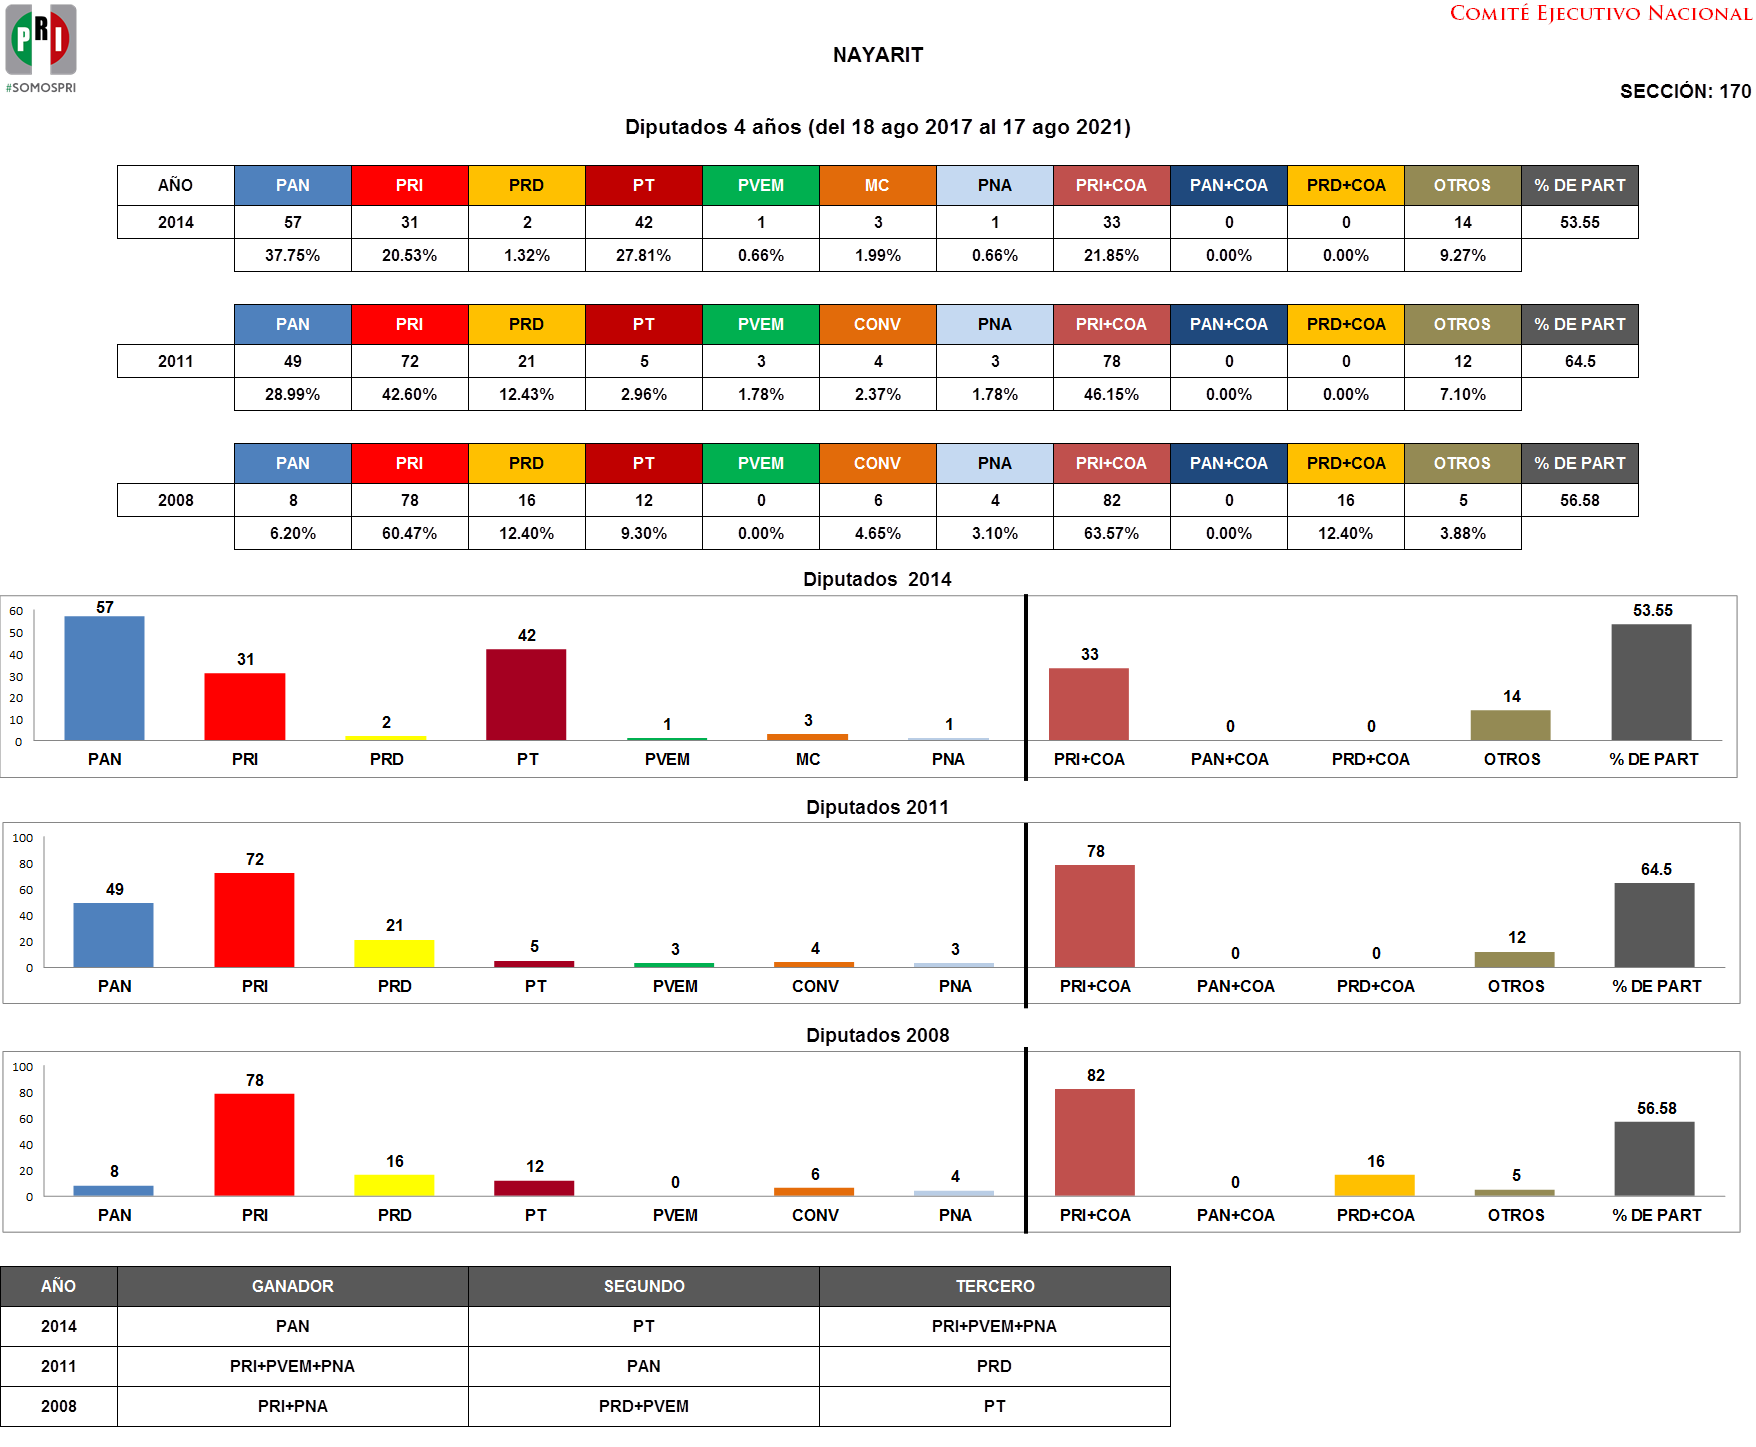 COMITÉ EJECUTIVO NACIONAL
PRI
#SOMOSPRI
NAYARIT
SECCIÓN: 170
Diputados 4 años (del 18 ago 2017 al 17 ago 2021)
AÑO PAN PRI PRD PT PVEM MC PNA PRI+COA PAN+COA PRD+COA OTROS % DE PART
2014 57 31 2 42 1 3 1 33 0 0 14 53.55
37.75% 20.53% 1.32% 27.81% 0.66% 1.99% 0.66% 21.85% 0.00% 0.00% 9.27%
PAN PRI PRD PT PVEM CONV PNA PRI+COA PAN+COA PRD+COA OTROS % DE PART
2011 49 72 21 5 3 4 3 78 0 0 12 64.5
28.99% 42.60% 12.43% 2.96% 1.78% 2.37% 1.78% 46.15% 0.00% 0.00% 7.10%
PAN PRI PRD PT PVEM CONV PNA PRI+COA PAN+COA PRD+COA OTROS % DE PART
2008 8 78 16 12 0 6 4 82 0 16 5 56.58
6.20% 60.47% 12.40% 9.30% 0.00% 4.65% 3.10% 63.57% 0.00% 12.40% 3.88%
Diputados 2014
60
50
40
30
20
10
0
57 31 2 42 1 3 1 33 0 0 14 53.55
PAN PRI PRD PT PVEM MC PNA PRI+COA PAN+COA PRD+COA OTROS % DE PART
Diputados 2011
100
80
60
40
20
0
49 72 21 5 3 4 3 78 0 0 12 64.5
PAN PRI PRD PT PVEM CONV PNA PRI+COA PAN+COA PRD+COA OTROS % DE PART
Diputados 2008
100
80
60
40
20
0
8 78 16 12 0 6 4 82 0 16 5 56.58
PAN PRI PRD PT PVEM CONV PNA PRI+COA PAN+COA PRD+COA OTROS % DE PART
AÑO GANADOR SEGUNDO TERCERO
2014 PAN PT PRI+PVEM+PNA
2011 PRI+PVEM+PNA PAN PRD
2008 PRI+PNA PRD+PVEM PT